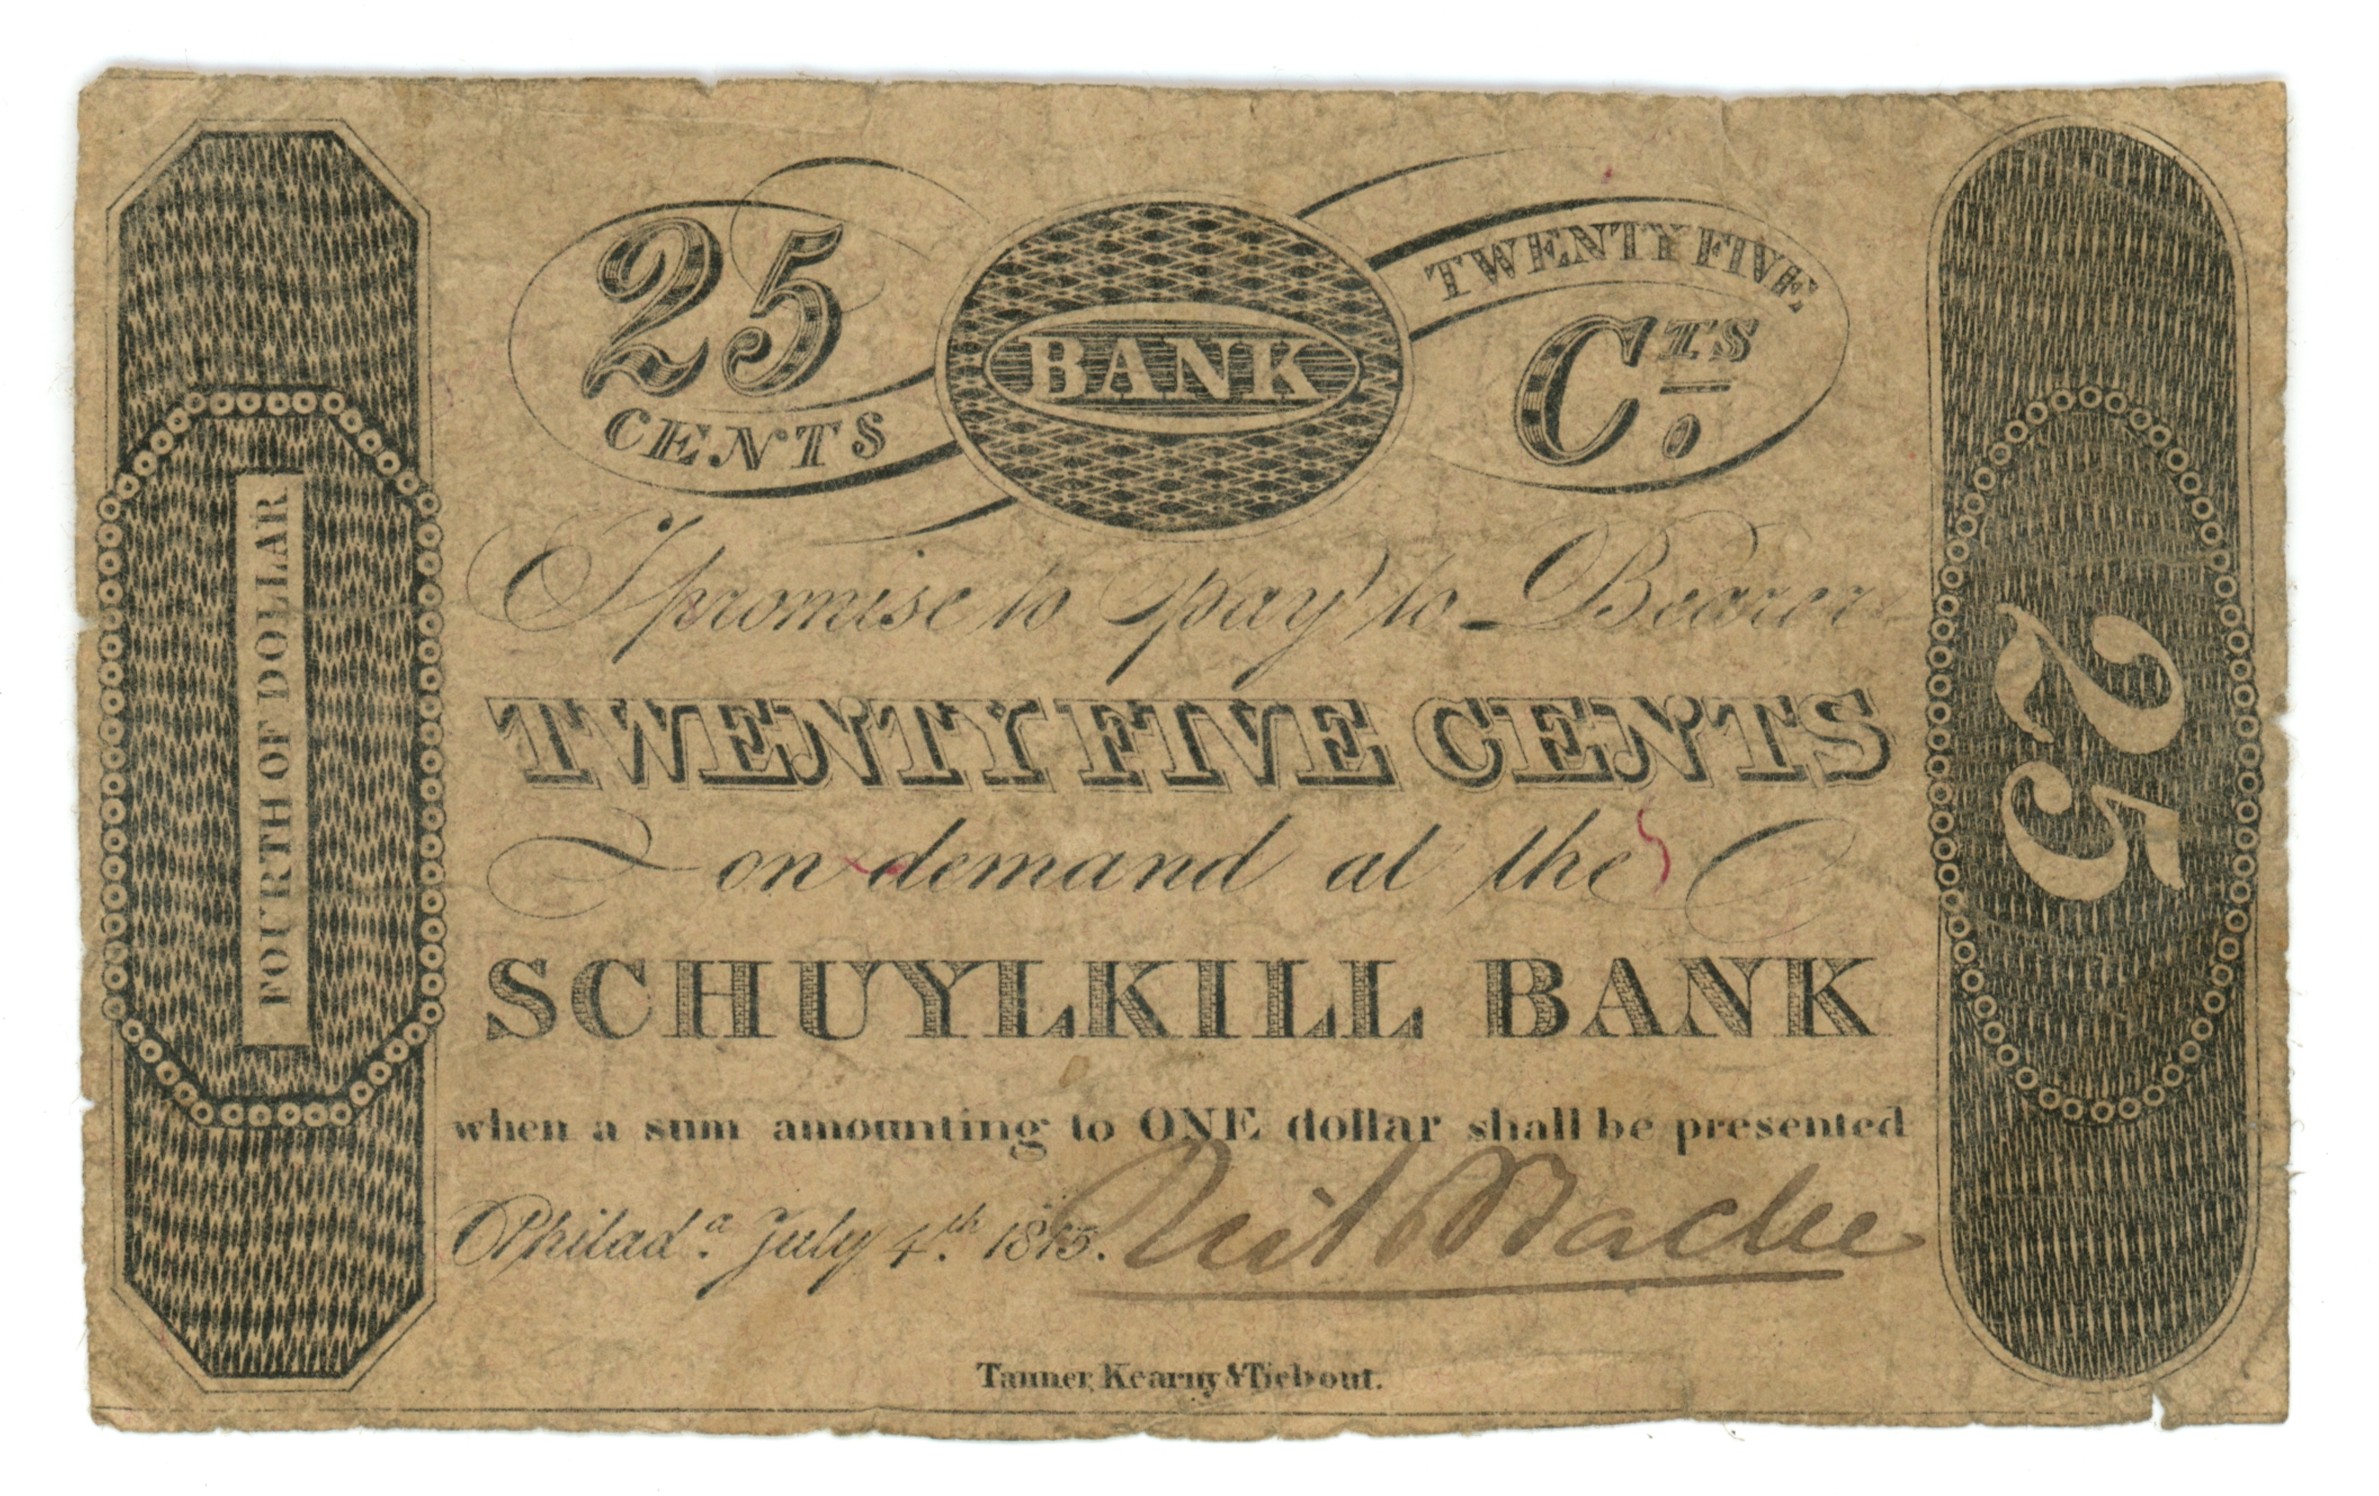 25
CENTS
BANK
TWENTY FIVE
CTS.
FOURTH OF DOLLAR
I promise to pay to Bearer
TWENTY FIVE CENTS
on demand at the
SCHUYLKILL BANK
when a sum amounting to ONE dollar shall be presented
Philada. July 4th. 1815.
25
Tanner, Kearny & Tiebout.